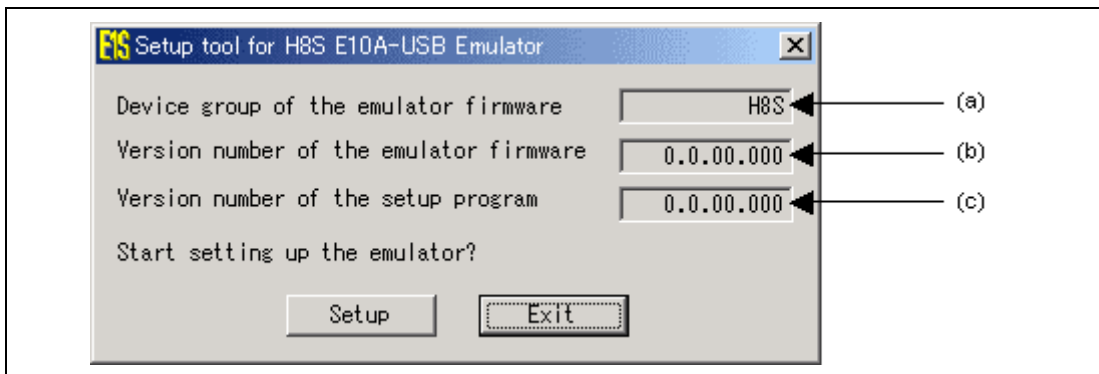 E1S Setup tool for H8S E10A-USB Emulator
Device group of the emulator firmware H8S (a)
Version number of the emulator firmware 0.0.00.000 (b)
Version number of the setup program 0.0.00.000 (c)
Start setting up the emulator?
Setup Exit